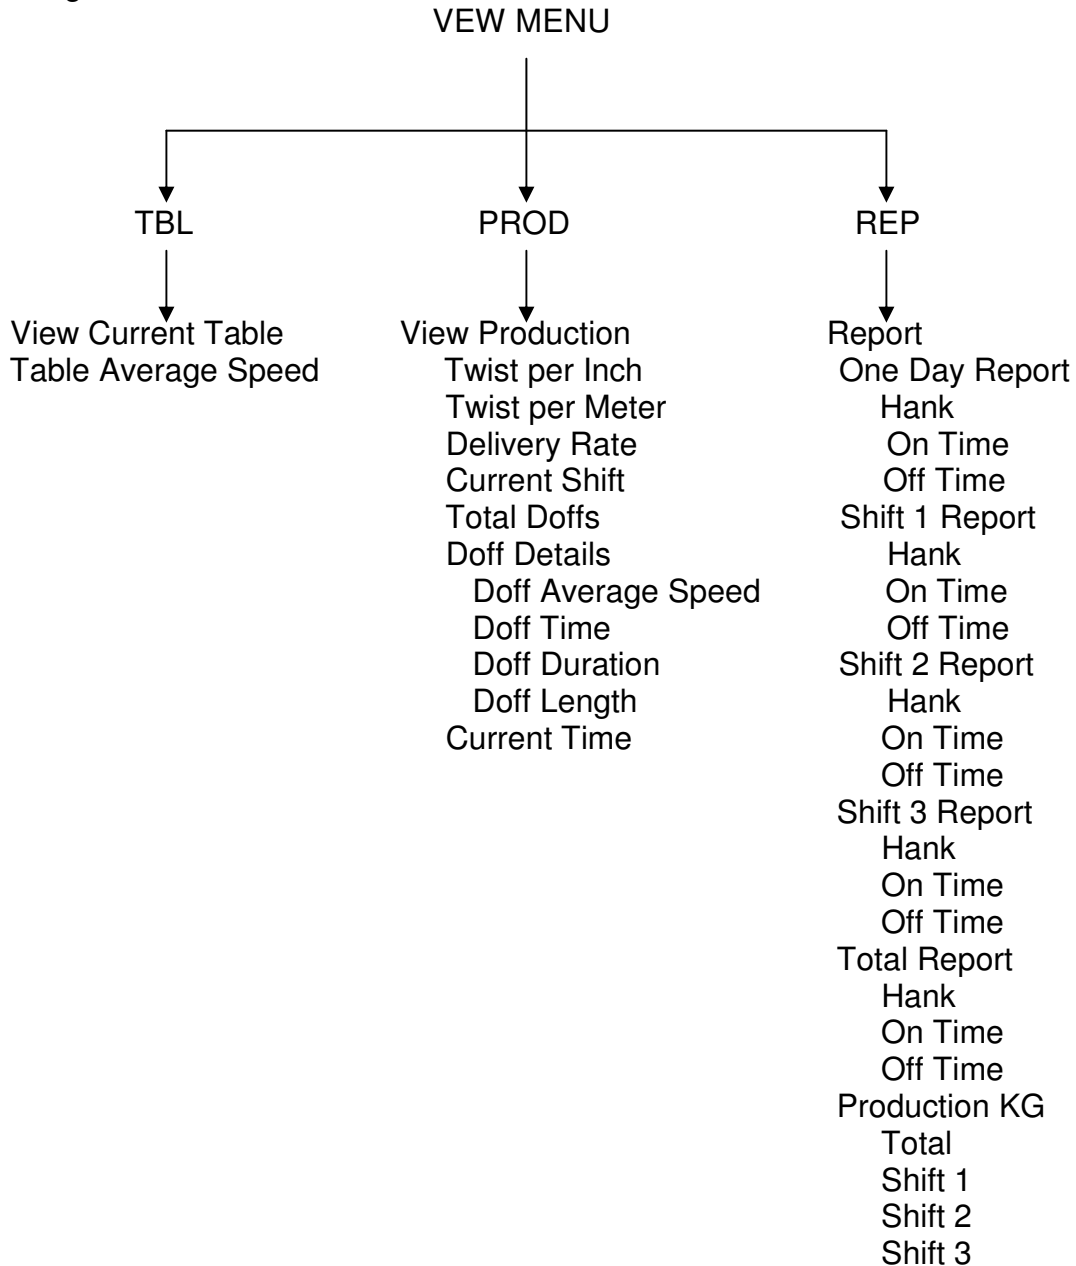 VEW MENU
TBL
PROD
REP
View Current Table
Table Average Speed
View Production
Twist per Inch
Twist per Meter
Delivery Rate
Current Shift
Total Doffs
Doff Details
Doff Average Speed
Doff Time
Doff Duration
Doff Length
Current Time
Report
One Day Report
Hank
On Time
Off Time
Shift 1 Report
Hank
On Time
Off Time
Shift 2 Report
Hank
On Time
Off Time
Shift 3 Report
Hank
On Time
Off Time
Total Report
Hank
On Time
Off Time
Production KG
Total
Shift 1
Shift 2
Shift 3